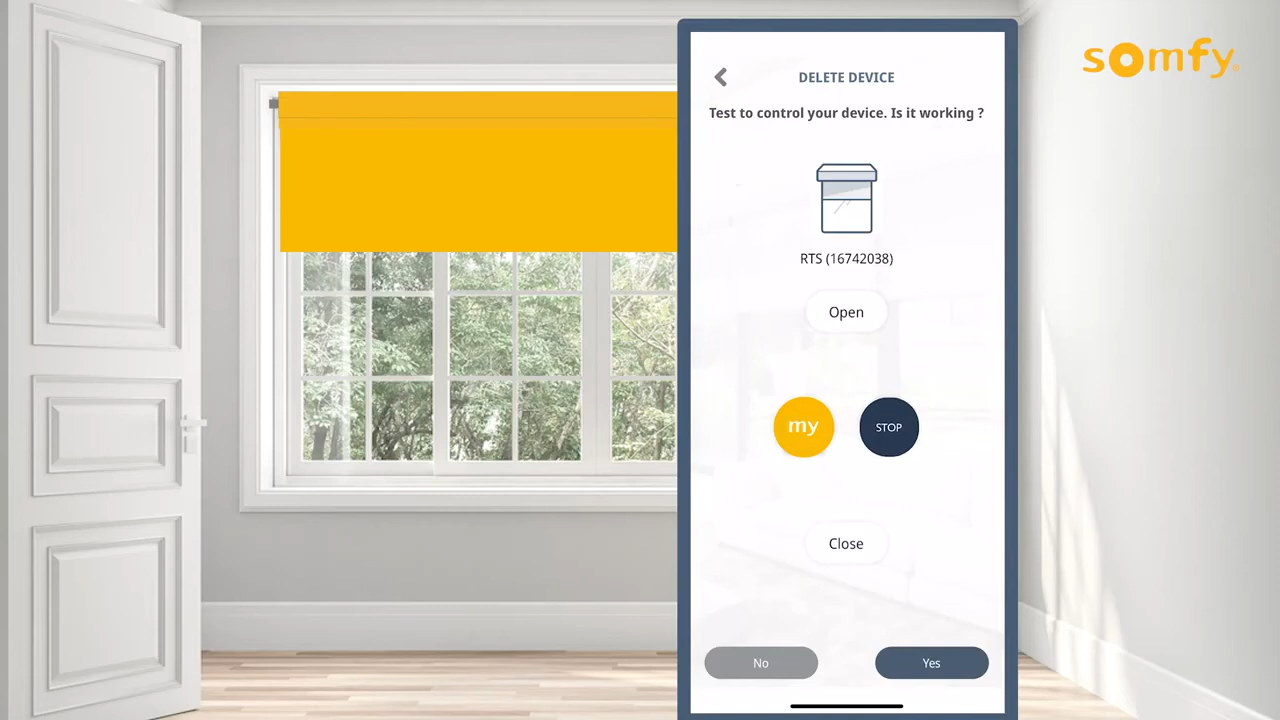 somfy®
DELETE DEVICE
Test to control your device. Is it working ?
RTS (16742038)
Open
my
STOP
Close
No
Yes